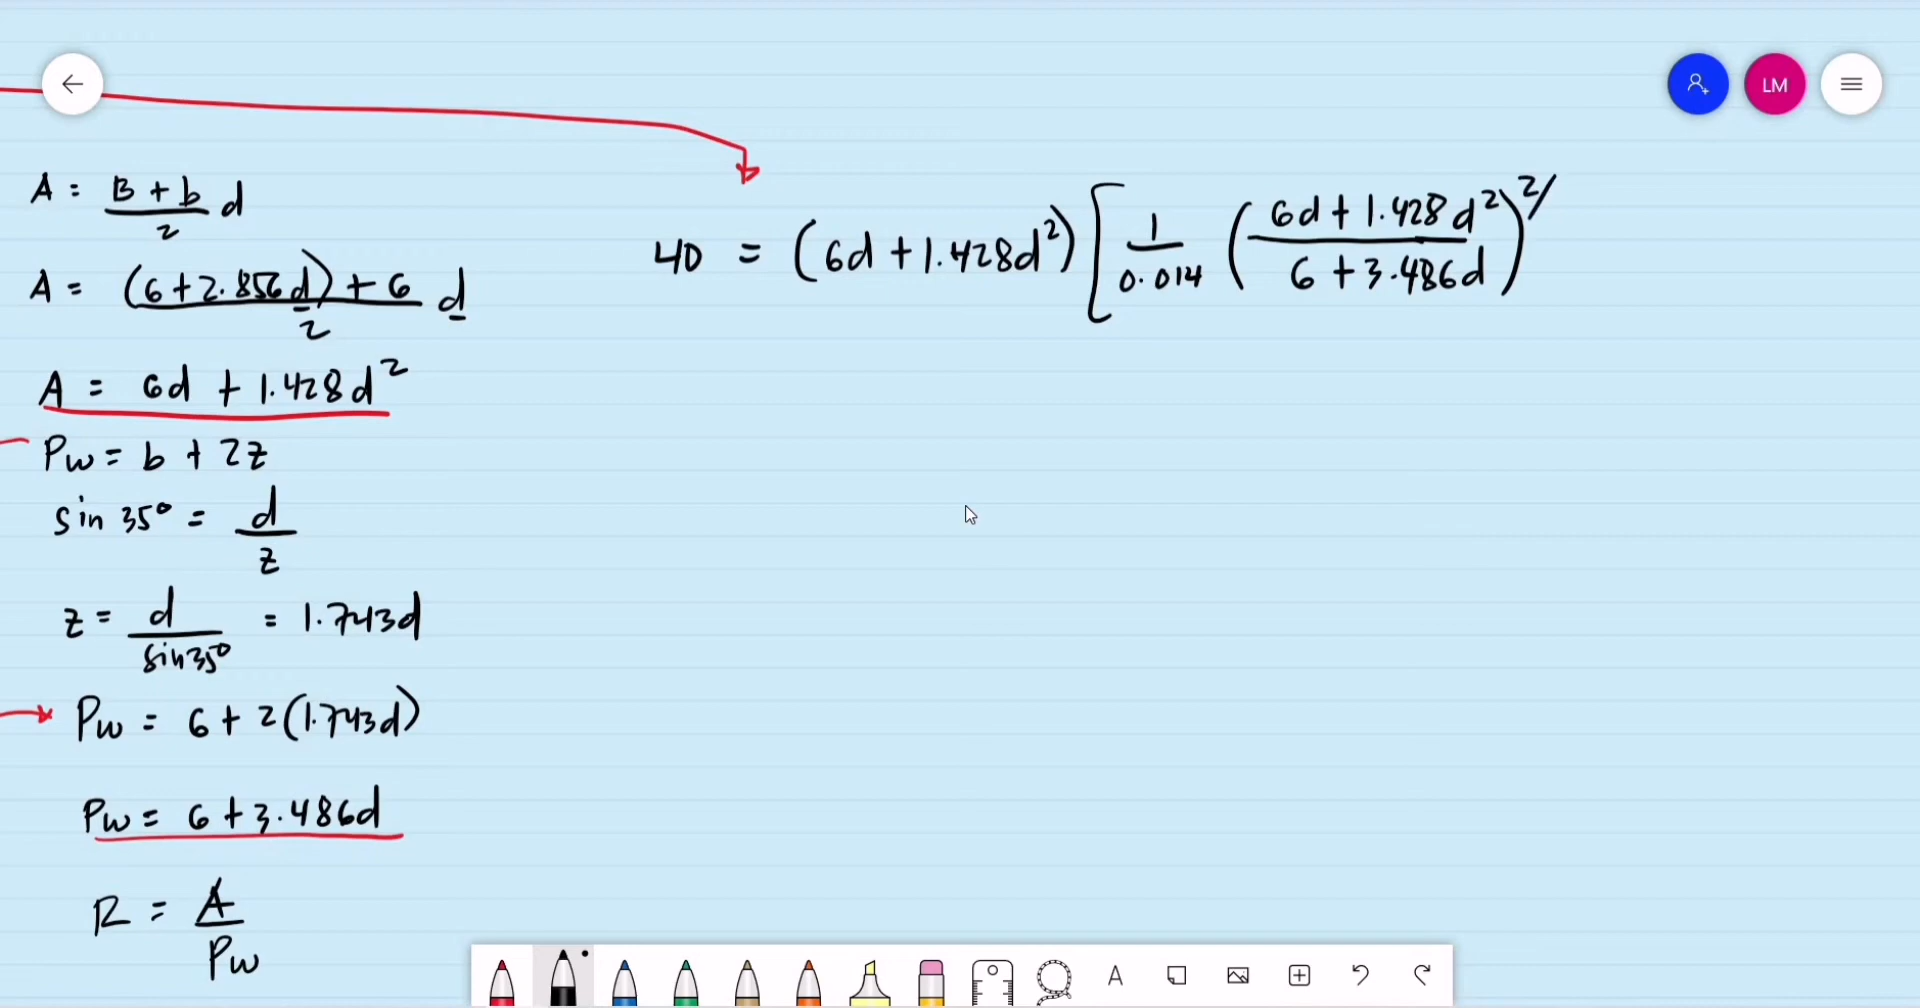 LM
A = (B + b)/2 d
A = ((6 + 2.856d) + 6)/2 d
A = 6d + 1.428d²
Pw = b + 2z
sin 35° = d/z
z = d/sin 35° = 1.743d
Pw = 6 + 2(1.743d)
Pw = 6 + 3.486d
R = A/Pw
40 = (6d + 1.428d²) [ 1/0.014 ( (6d + 1.428d²)/(6 + 3.486d) )^2/
A